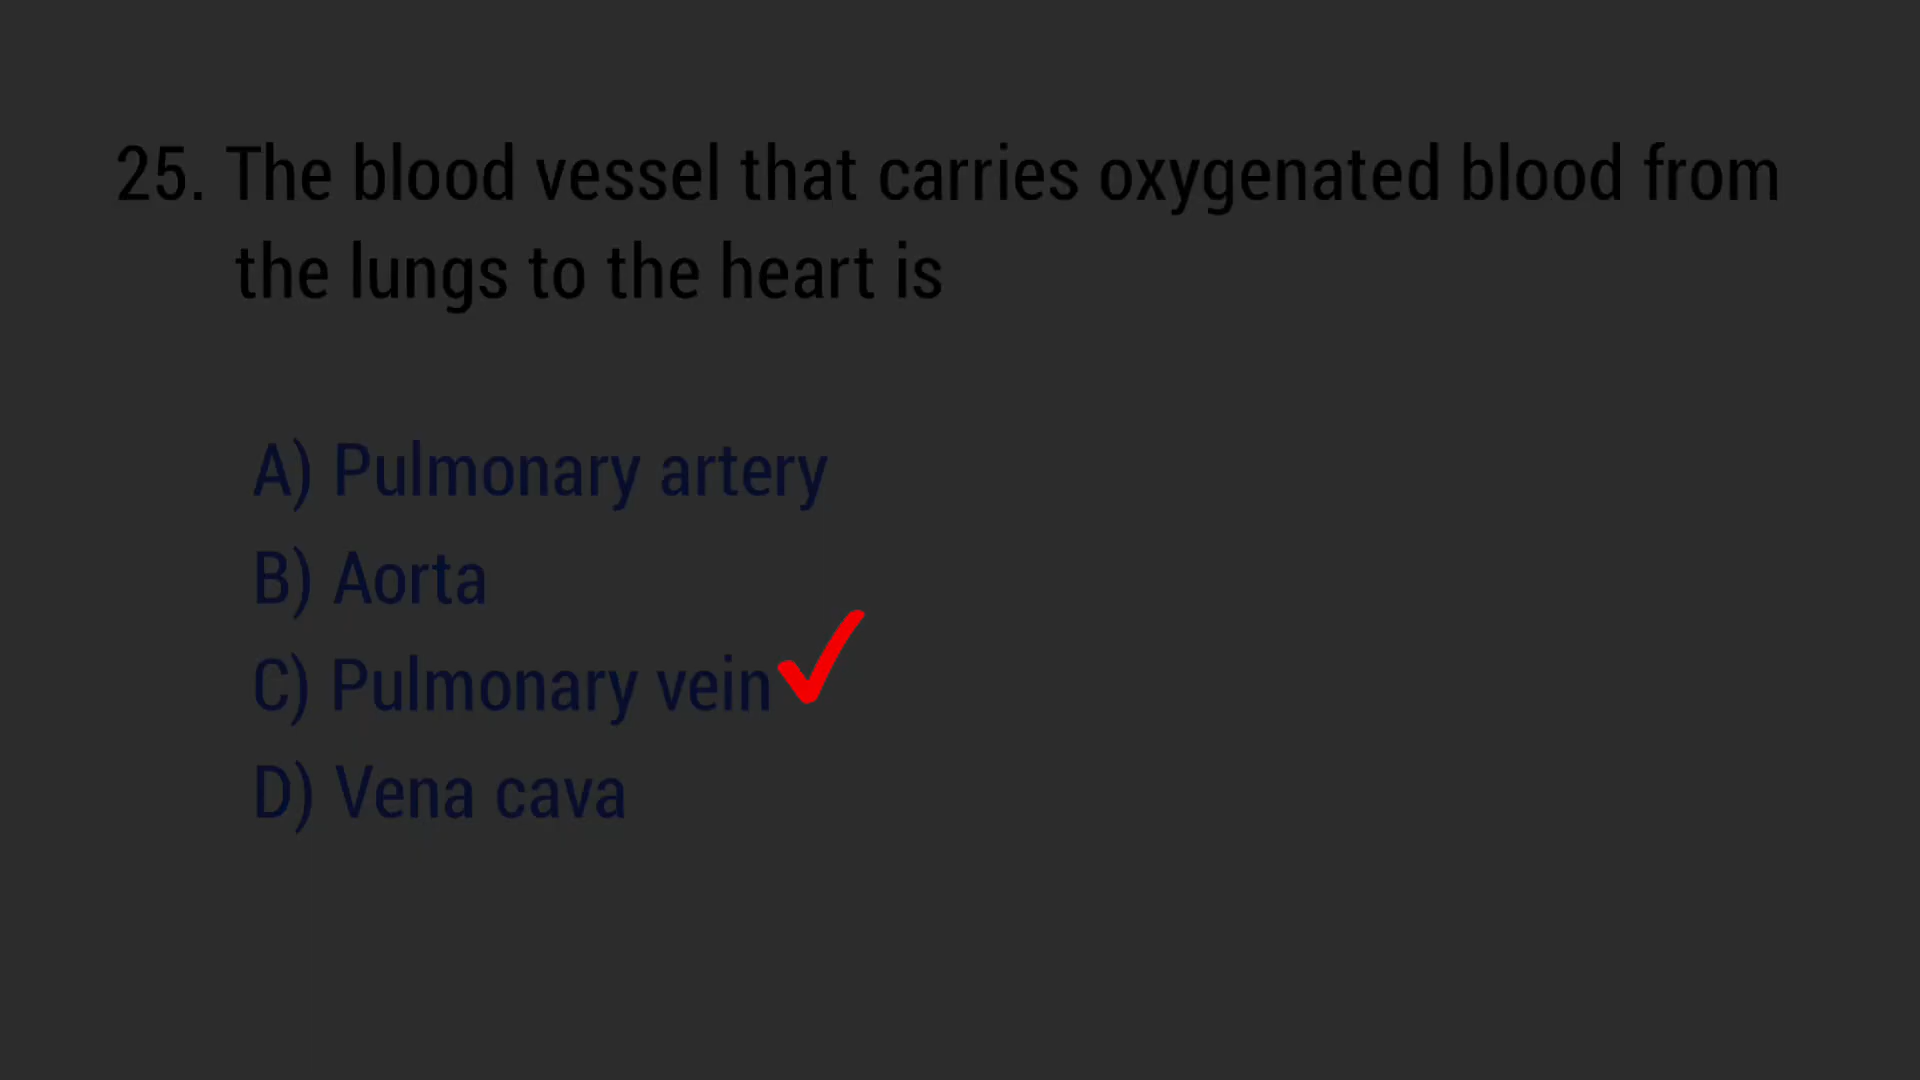 25. The blood vessel that carries oxygenated blood from
the lungs to the heart is
A) Pulmonary artery
B) Aorta
C) Pulmonary vein
D) Vena cava